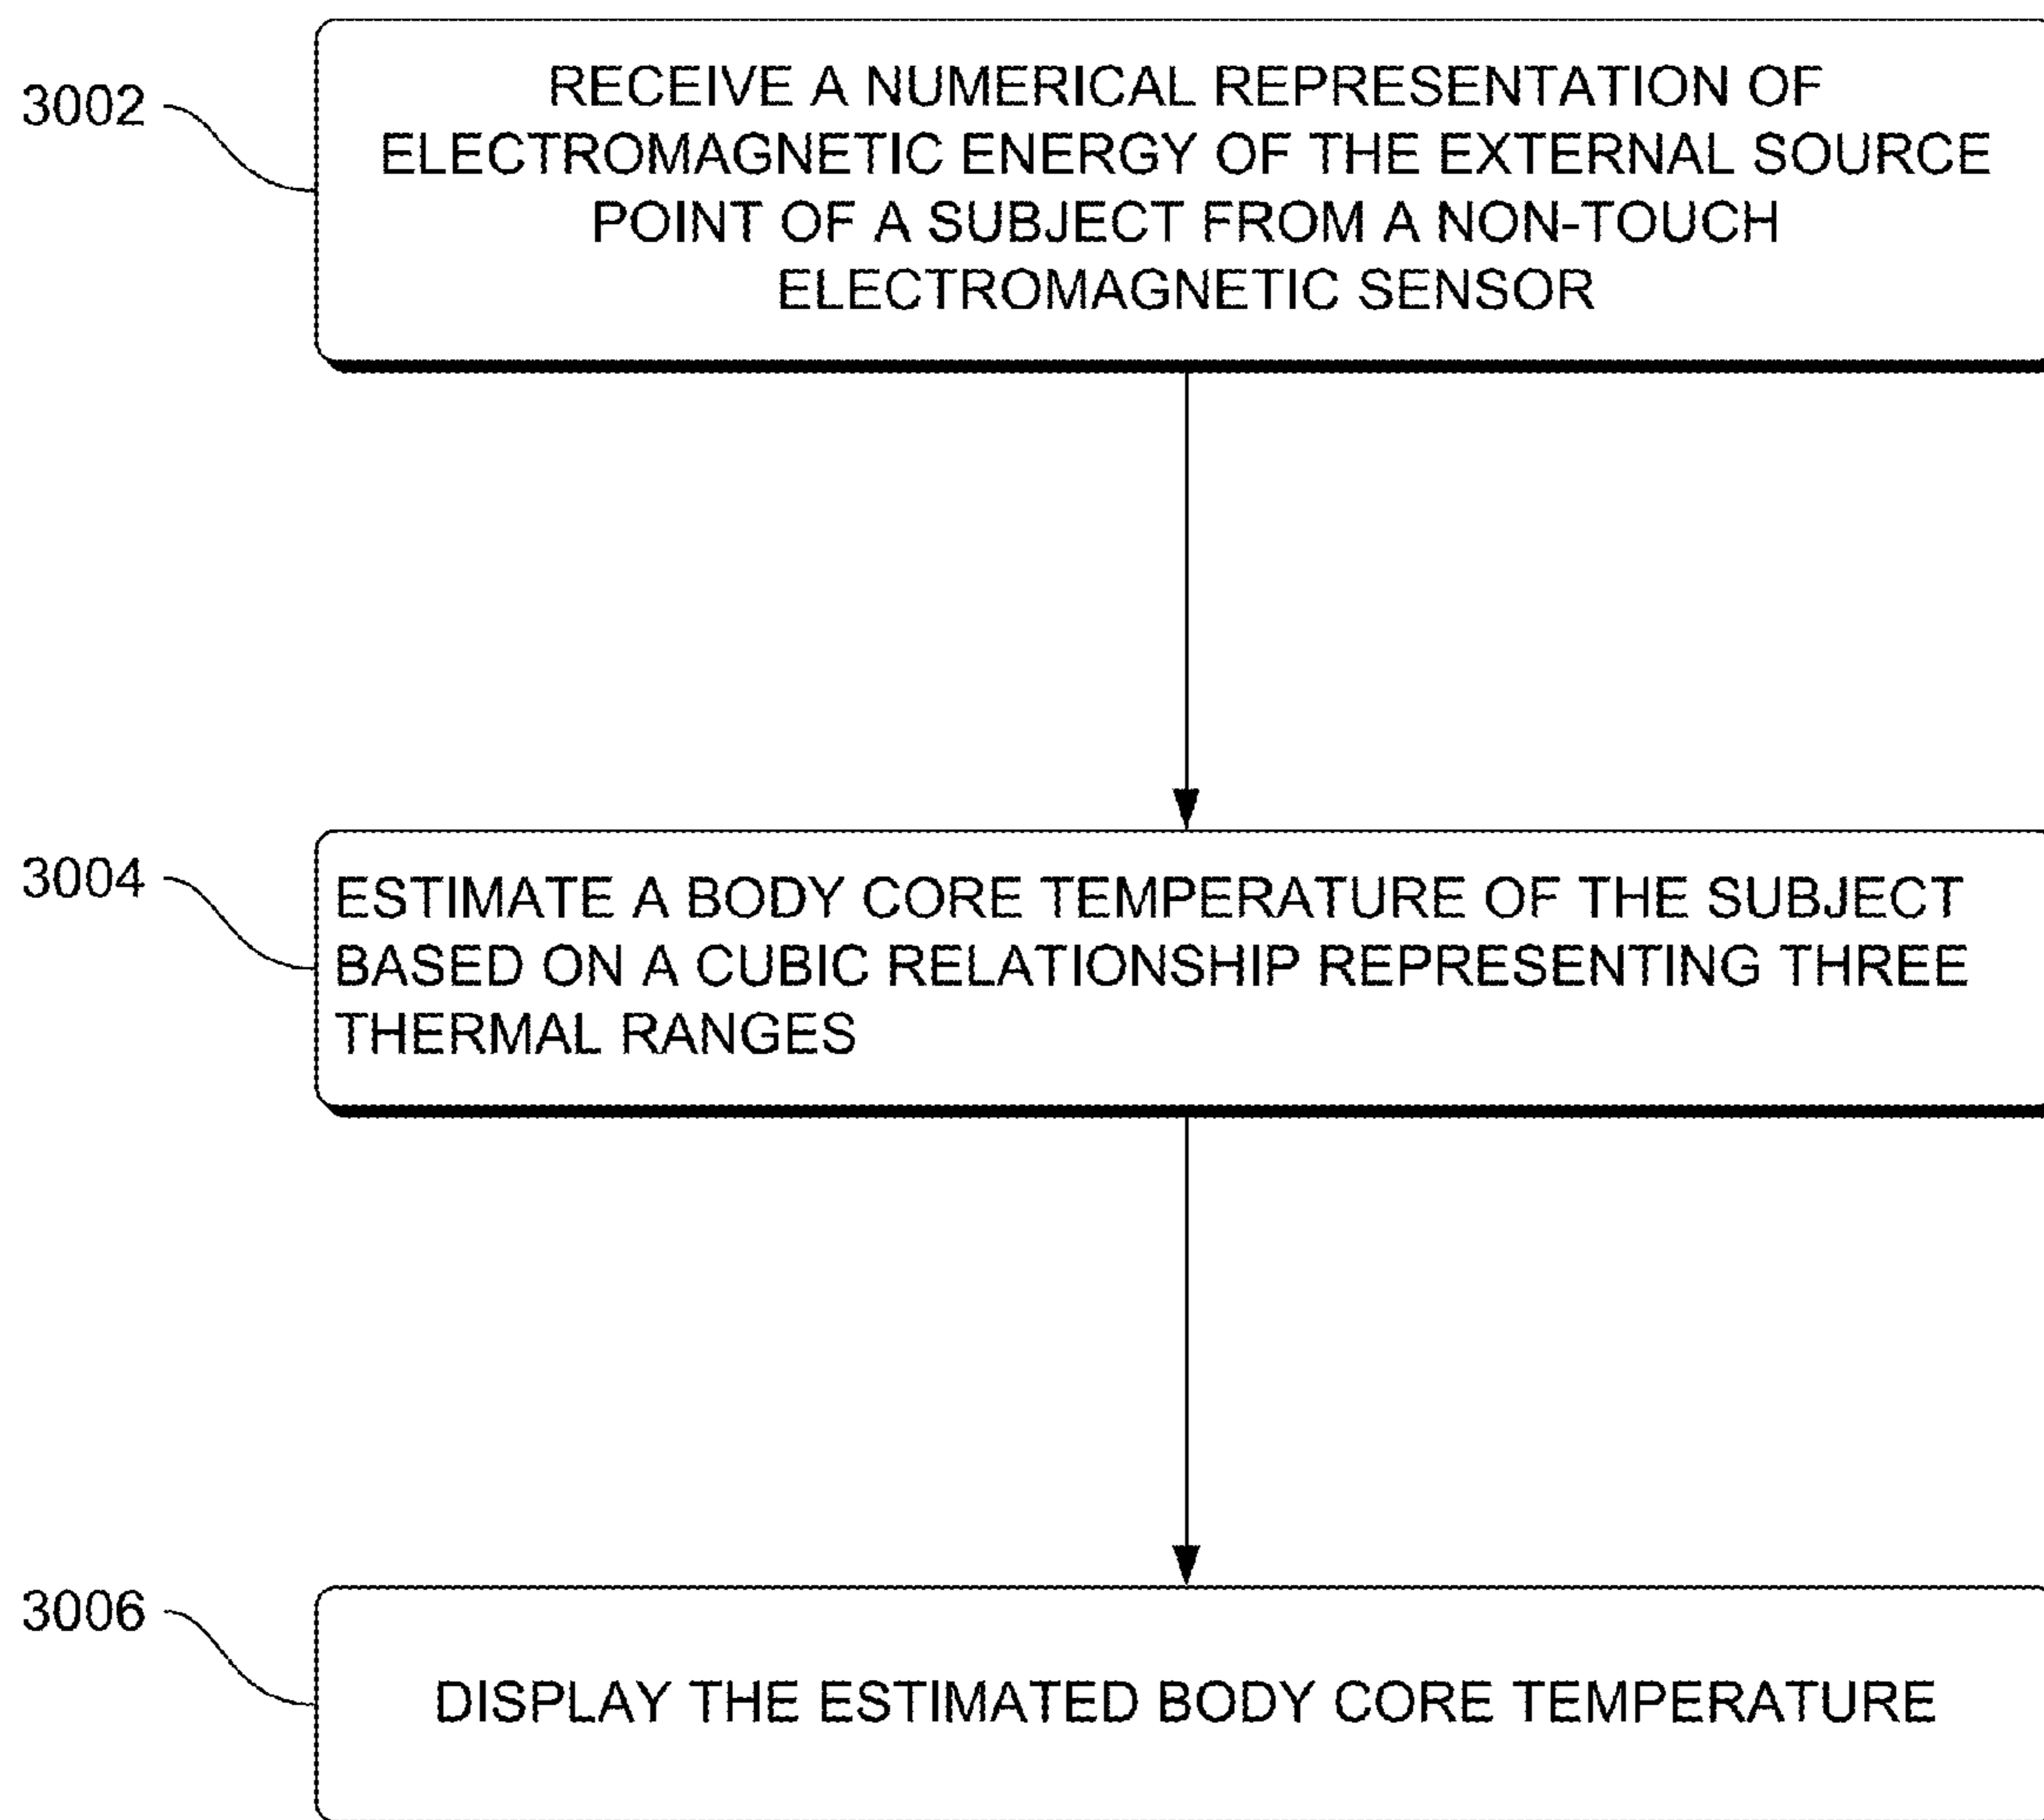 3002
RECEIVE A NUMERICAL REPRESENTATION OF
ELECTROMAGNETIC ENERGY OF THE EXTERNAL SOURCE
POINT OF A SUBJECT FROM A NON-TOUCH
ELECTROMAGNETIC SENSOR
3004
ESTIMATE A BODY CORE TEMPERATURE OF THE SUBJECT
BASED ON A CUBIC RELATIONSHIP REPRESENTING THREE
THERMAL RANGES
3006
DISPLAY THE ESTIMATED BODY CORE TEMPERATURE